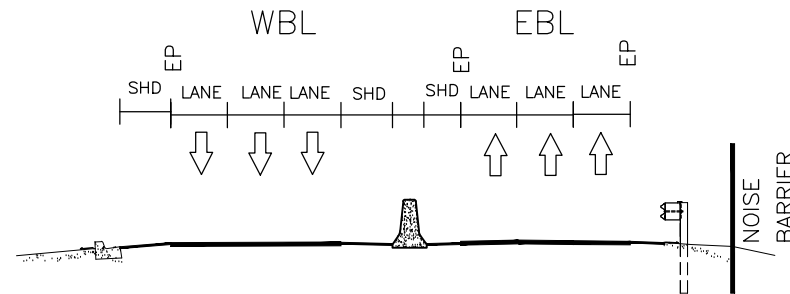 WBL EBL
EP EP EP
SHD LANE LANE LANE SHD SHD LANE LANE LANE
NOISE
BARRIER